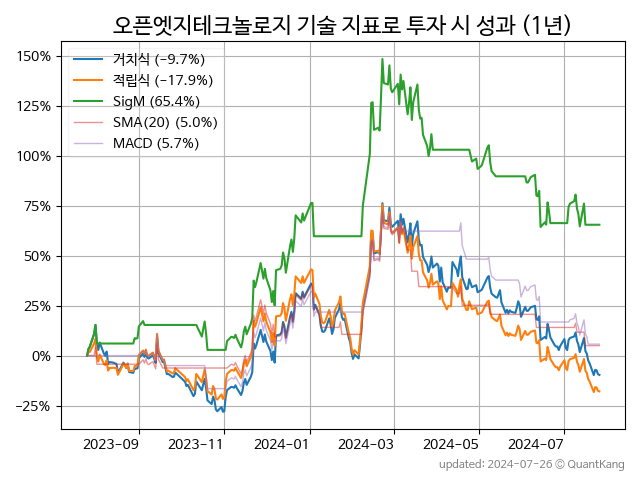 오픈엣지테크놀로지 기술 지표로 투자 시 성과 (1년)
150%
125%
100%
75%
50%
25%
0%
−25%
거치식 (−9.7%)
적립식 (−17.9%)
SigM (65.4%)
SMA(20) (5.0%)
MACD (5.7%)
2023−09 2023−11 2024−01 2024−03 2024−05 2024−07
updated: 2024-07-26 © QuantKang